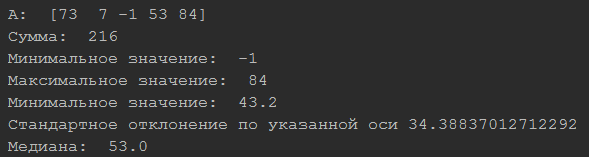 A:  [73  7 -1 53 84]
Сумма:  216
Минимальное значение:  -1
Максимальное значение:  84
Минимальное значение:  43.2
Стандартное отклонение по указанной оси 34.38837012712292
Медиана:  53.0